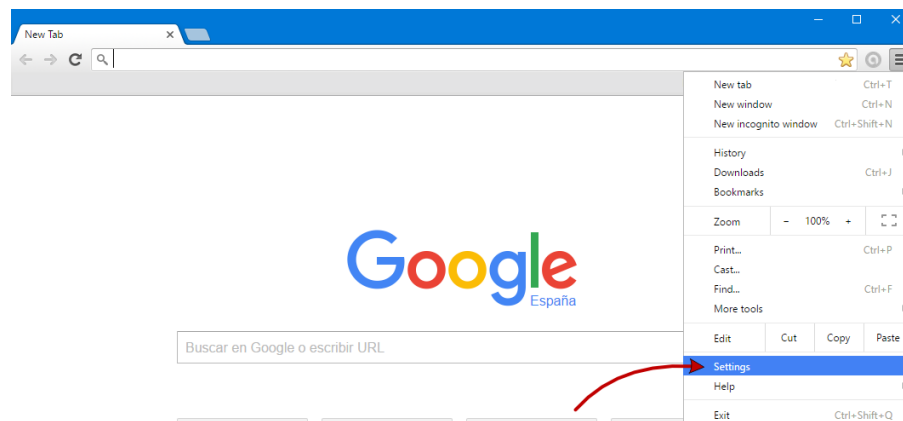 New Tab
New tab Ctrl+T
New window Ctrl+N
New incognito window Ctrl+Shift+N
History
Downloads Ctrl+J
Bookmarks
Zoom - 100% +
Print... Ctrl+P
Cast...
Find... Ctrl+F
More tools
Edit Cut Copy Paste
Settings
Help
Exit Ctrl+Shift+Q
Google
España
Buscar en Google o escribir URL